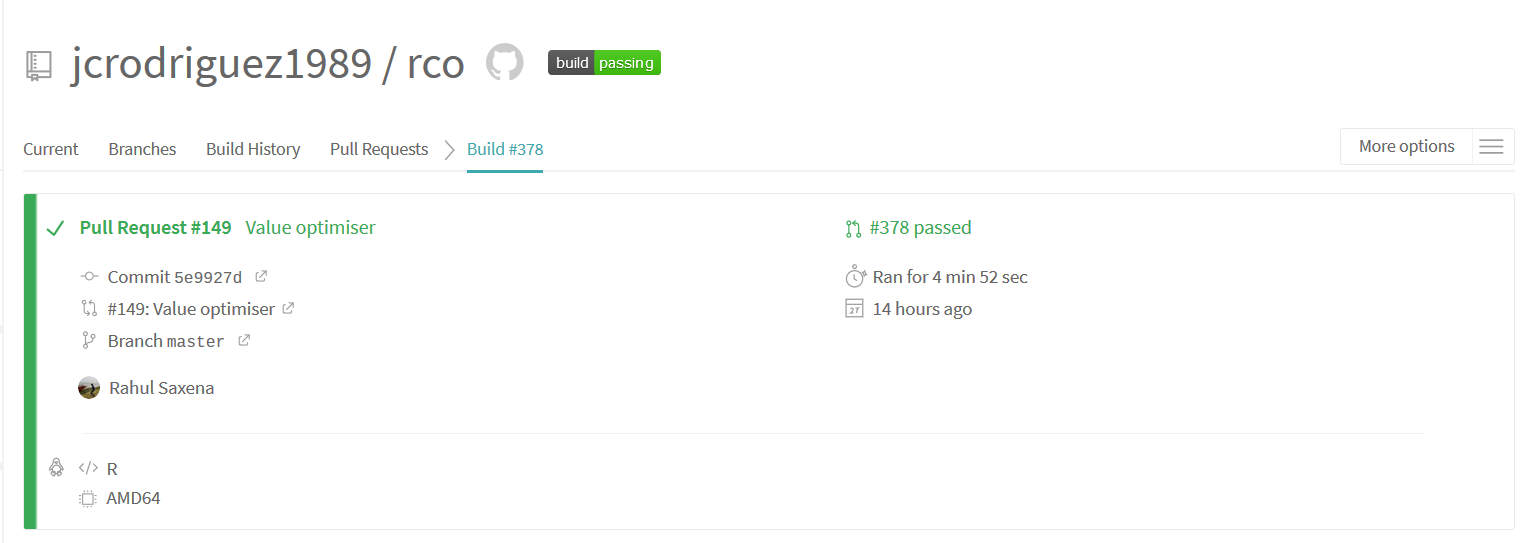 jcrodriguez1989 / rco build passing
Current Branches Build History Pull Requests Build #378 More options
Pull Request #149 Value optimiser #378 passed
Commit 5e9927d Ran for 4 min 52 sec
#149: Value optimiser 14 hours ago
Branch master
Rahul Saxena
</> R
AMD64